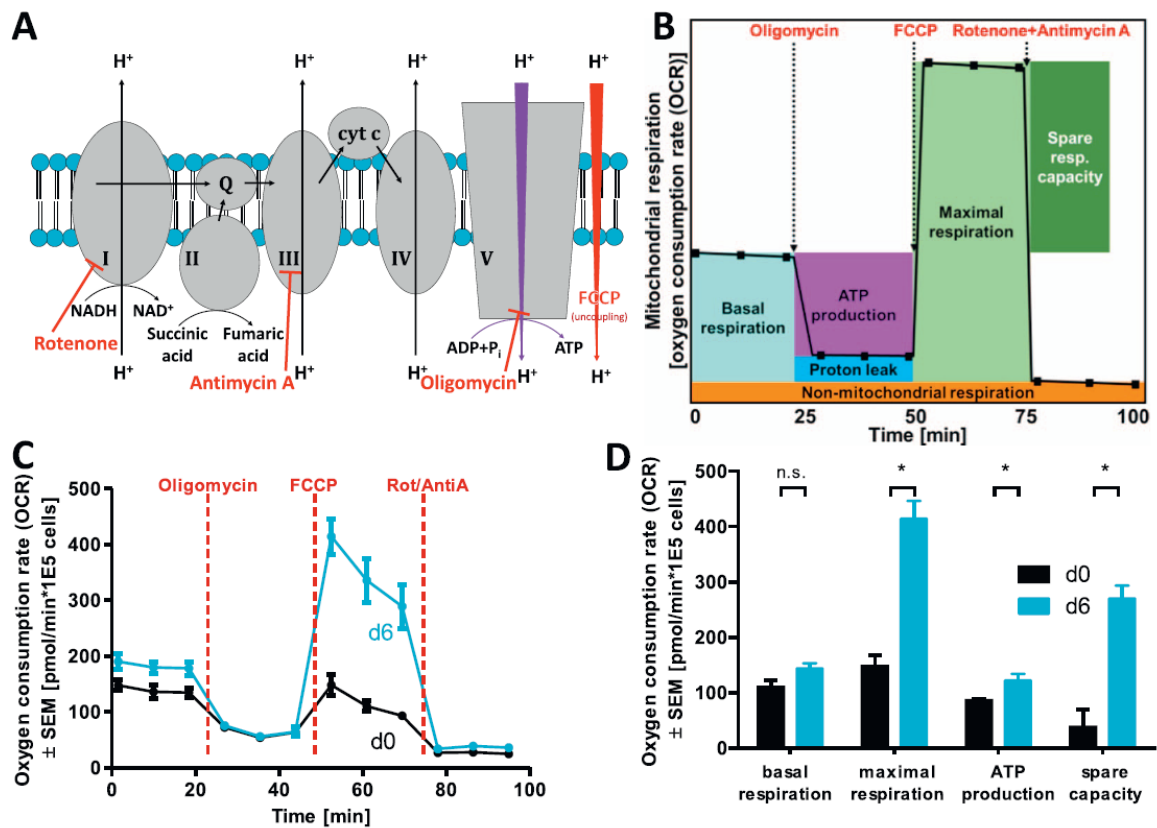 A
H⁺ H⁺ H⁺ H⁺ H⁺
cyt c
Q
I II III IV V
NADH NAD⁺
Succinic acid
Fumaric acid
ADP+Pᵢ ATP
FCCP
(uncoupling)
Rotenone
Antimycin A
Oligomycin
H⁺ H⁺ H⁺ H⁺ H⁺
B
Oligomycin FCCP Rotenone+Antimycin A
Mitochondrial respiration
[oxygen consumption rate (OCR)]
Spare
resp.
capacity
Maximal
respiration
Basal
respiration
ATP
production
Proton leak
Non-mitochondrial respiration
0 25 50 75 100
Time [min]
C
Oligomycin FCCP Rot/AntiA
Oxygen consumption rate (OCR)
± SEM [pmol/min*1E5 cells]
500
400
300
200
100
0
d6
d0
0 20 40 60 80 100
Time [min]
D
Oxygen consumption rate (OCR)
± SEM [pmol/min*1E5 cells]
500
400
300
200
100
0
n.s. * * *
d0
d6
basal
respiration
maximal
respiration
ATP
production
spare
capacity